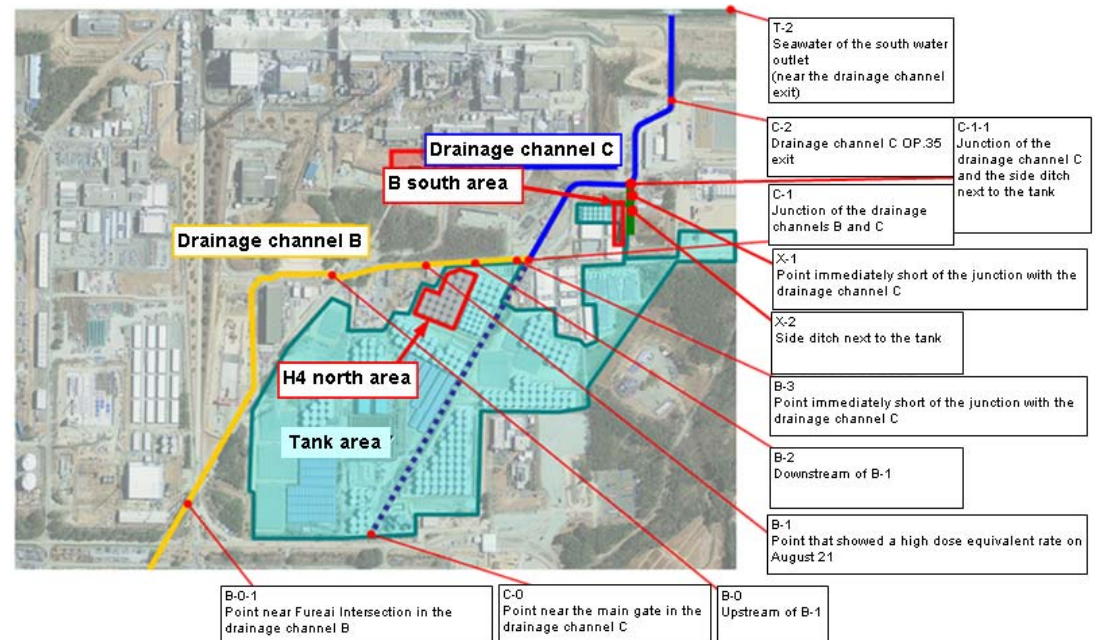 T-2
Seawater of the south water
outlet
(near the drainage channel
exit)
C-2
Drainage channel C OP.35
exit
C-1-1
Junction of the
drainage channel C
and the side ditch
next to the tank
Drainage channel C
B south area
C-1
Junction of the drainage
channels B and C
Drainage channel B
X-1
Point immediately short of the junction with the
drainage channel C
X-2
Side ditch next to the tank
H4 north area
B-3
Point immediately short of the junction with the
drainage channel C
Tank area
B-2
Downstream of B-1
B-1
Point that showed a high dose equivalent rate on
August 21
B-0-1
Point near Fureai Intersection in the
drainage channel B
C-0
Point near the main gate in the
drainage channel C
B-0
Upstream of B-1